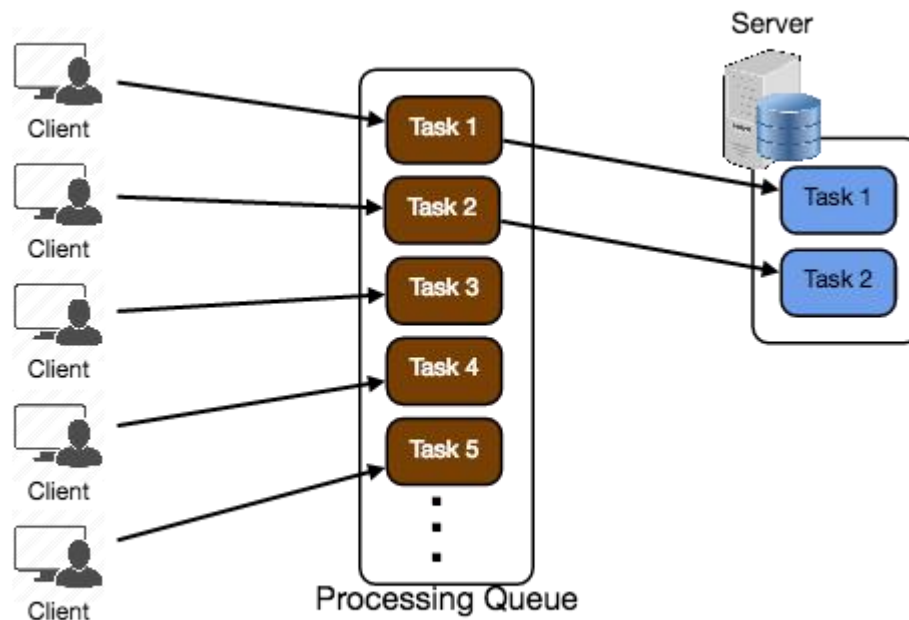 Server
Client
Task 1
Task 1
Client
Task 2
Task 2
Client
Task 3
Client
Task 4
Client
Task 5
Processing Queue